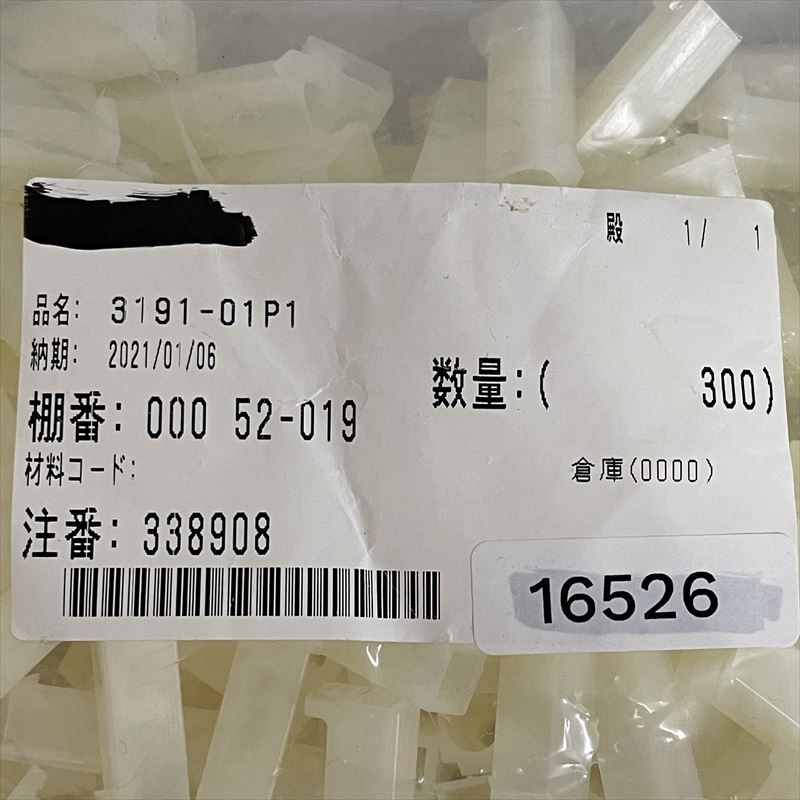 殿 1/ 1
品名: 3191-01P1
納期: 2021/01/06
数量:( 300)
棚番: 000 52-019
材料コード:
倉庫(0000)
注番: 338908
16526